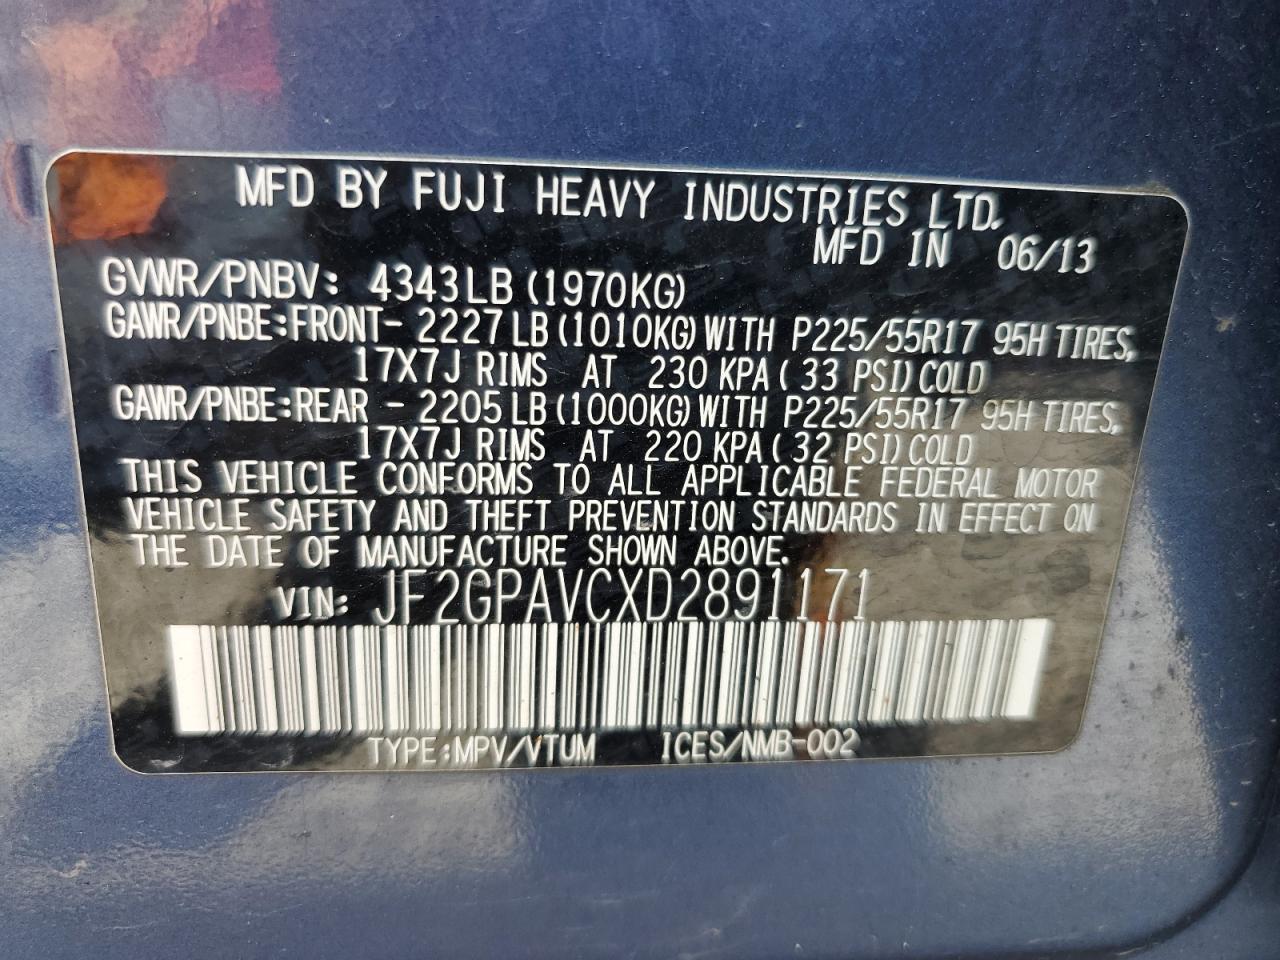 MFD BY FUJI HEAVY INDUSTRIES LTD.
MFD IN 06/13
GVWR/PNBV: 4343LB (1970KG)
GAWR/PNBE:FRONT- 2227 LB (1010KG) WITH P225/55R17 95H TIRES,
17X7J RIMS AT 230 KPA ( 33 PSI) COLD
GAWR/PNBE:REAR - 2205 LB (1000KG) WITH P225/55R17 95H TIRES,
17X7J RIMS AT 220 KPA ( 32 PSI) COLD
THIS VEHICLE CONFORMS TO ALL APPLICABLE FEDERAL MOTOR
VEHICLE SAFETY AND THEFT PREVENTION STANDARDS IN EFFECT ON
THE DATE OF MANUFACTURE SHOWN ABOVE.
VIN: JF2GPAVCXD2891171
TYPE:MPV/VTUM ICES/NMB-002